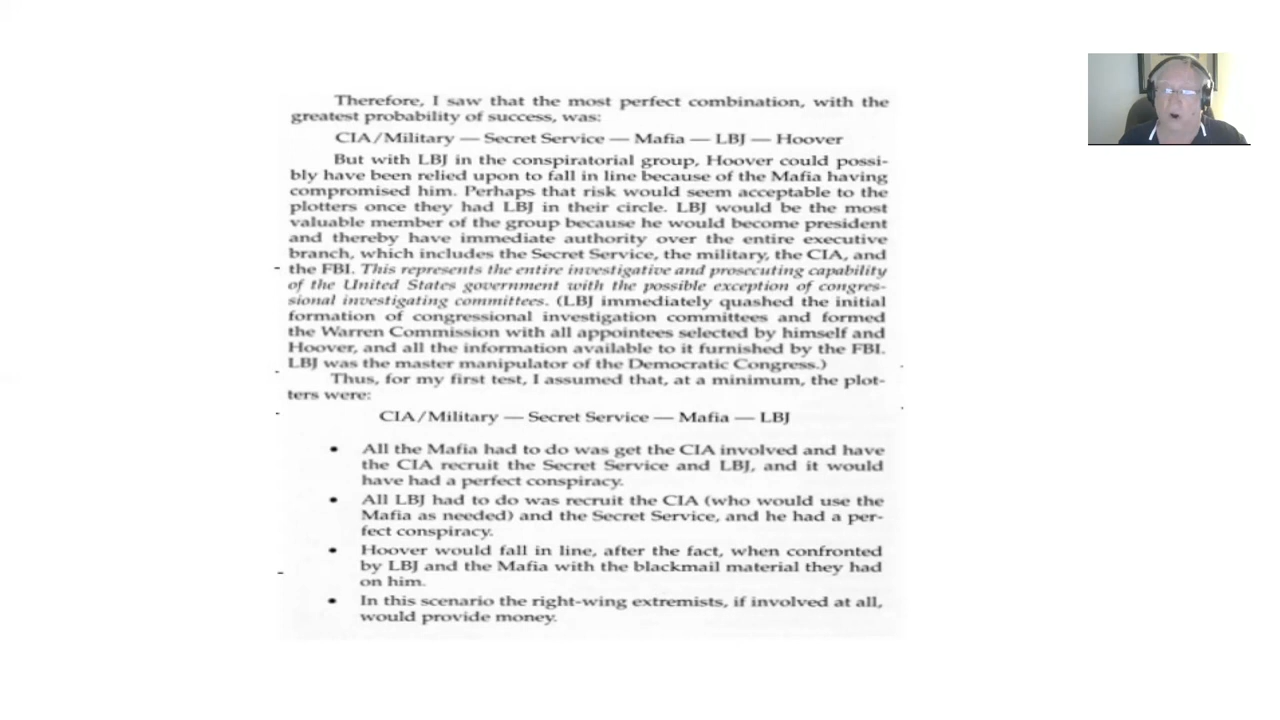 Therefore, I saw that the most perfect combination, with the
greatest probability of success, was:
CIA/Military — Secret Service — Mafia — LBJ — Hoover
But with LBJ in the conspiratorial group, Hoover could possi-
bly have been relied upon to fall in line because of the Mafia having
compromised him. Perhaps that risk would seem acceptable to the
plotters once they had LBJ in their circle. LBJ would be the most
valuable member of the group because he would become president
and thereby have immediate authority over the entire executive
branch, which includes the Secret Service, the military, the CIA, and
the FBI. This represents the entire investigative and prosecuting capability
of the United States government with the possible exception of congres-
sional investigating committees. (LBJ immediately quashed the initial
formation of congressional investigation committees and formed
the Warren Commission with all appointees selected by himself and
Hoover, and all the information available to it furnished by the FBI.
LBJ was the master manipulator of the Democratic Congress.)
Thus, for my first test, I assumed that, at a minimum, the plot-
ters were:
CIA/Military — Secret Service — Mafia — LBJ
• All the Mafia had to do was get the CIA involved and have
the CIA recruit the Secret Service and LBJ, and it would
have had a perfect conspiracy.
• All LBJ had to do was recruit the CIA (who would use the
Mafia as needed) and the Secret Service, and he had a per-
fect conspiracy.
• Hoover would fall in line, after the fact, when confronted
by LBJ and the Mafia with the blackmail material they had
on him.
• In this scenario the right-wing extremists, if involved at all,
would provide money.